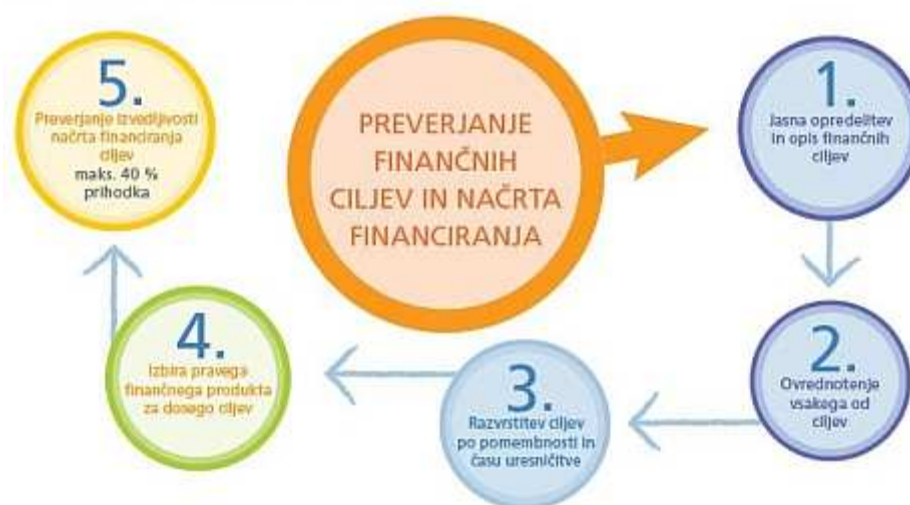 PREVERJANJE
FINANČNIH
CILJEV IN NAČRTA
FINANCIRANJA
1.
Jasna opredelitev
in opis finančnih
ciljev
2.
Ovrednotenje
vsakega od
ciljev
3.
Razvrstitev ciljev
po pomembnosti in
času uresničitve
4.
Izbira pravega
finančnega produkta
za dosego ciljev
5.
Preverjanje izvedljivosti
načrta financiranja
ciljev
maks. 40 %
prihodka